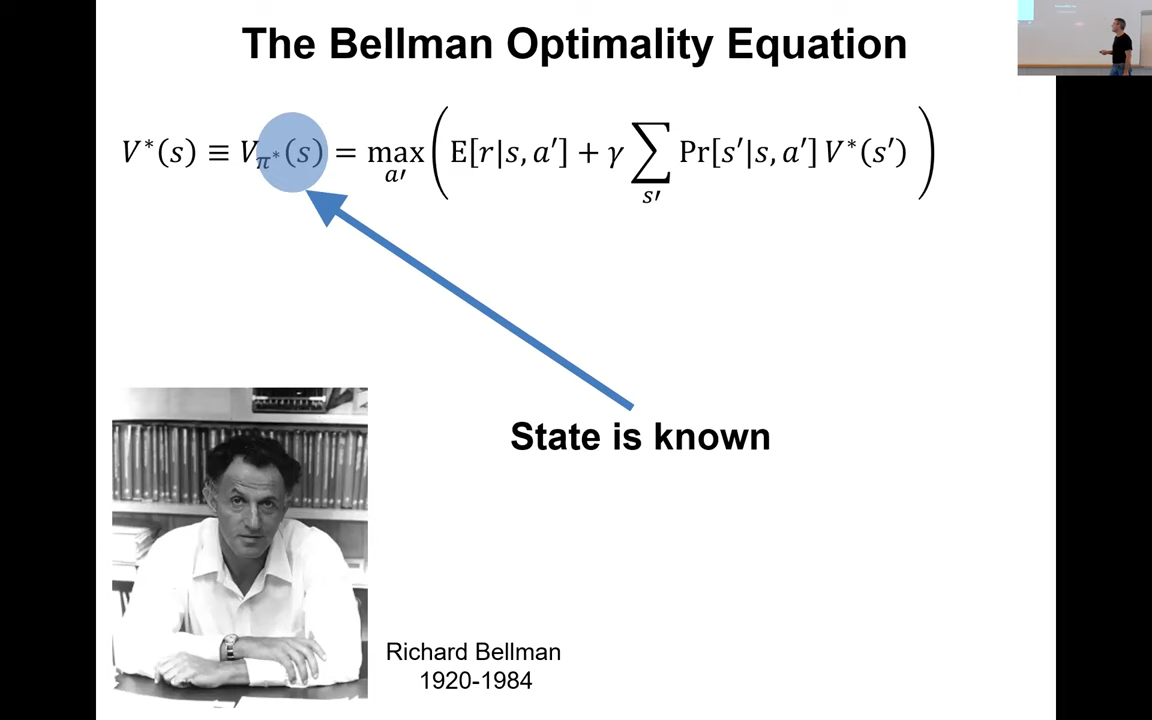 The Bellman Optimality Equation
V*(s) ≡ V_π*(s) = max_a′ ( E[r|s, a′] + γ ∑_s′ Pr[s′|s, a′] V*(s′) )
State is known
Richard Bellman
1920-1984